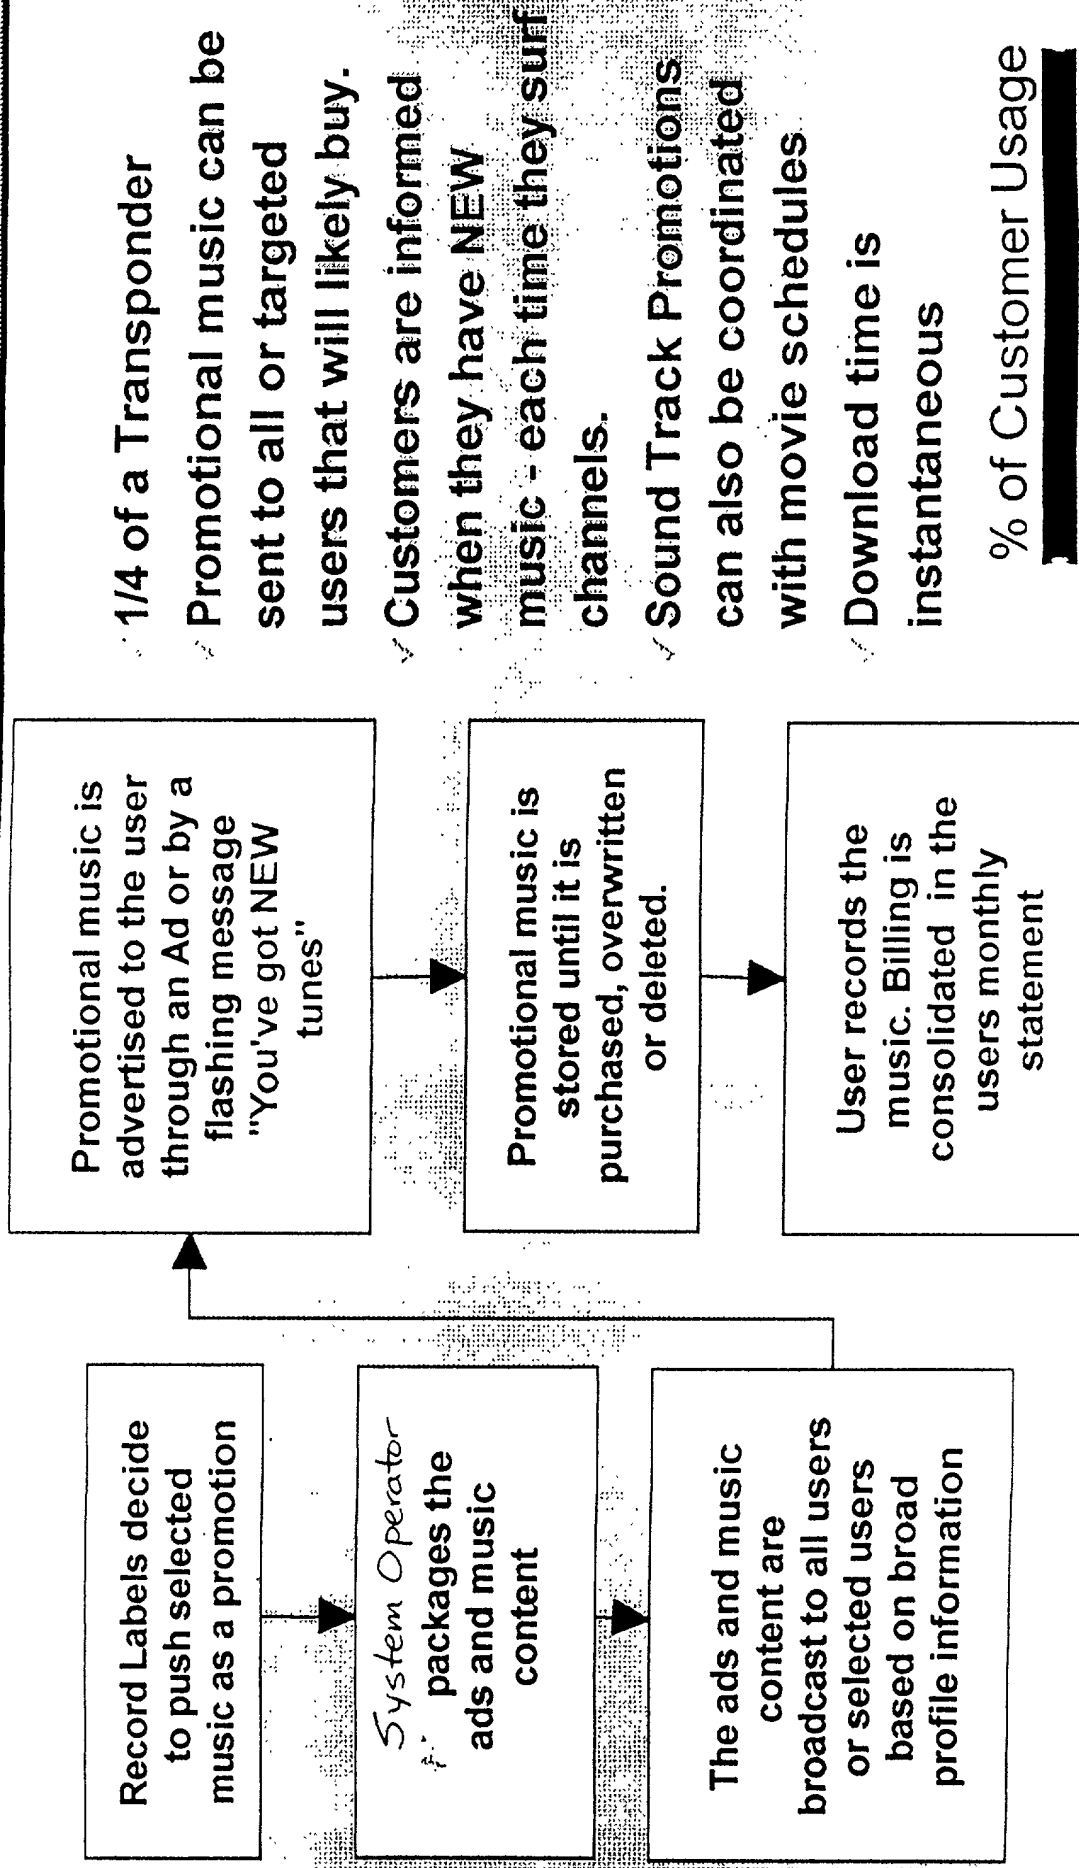 Record Labels decide
to push selected
music as a promotion
System Operator
packages the
ads and music
content
The ads and music
content are
broadcast to all users
or selected users
based on broad
profile information
Promotional music is
advertised to the user
through an Ad or by a
flashing message
"You've got NEW
tunes"
Promotional music is
stored until it is
purchased, overwritten
or deleted.
User records the
music. Billing is
consolidated in the
users monthly
statement
1/4 of a Transponder
✓ Promotional music can be
sent to all or targeted
users that will likely buy.
✓ Customers are informed
when they have NEW
music - each time they surf
channels.
✓ Sound Track Promotions
can also be coordinated
with movie schedules
✓ Download time is
instantaneous
% of Customer Usage